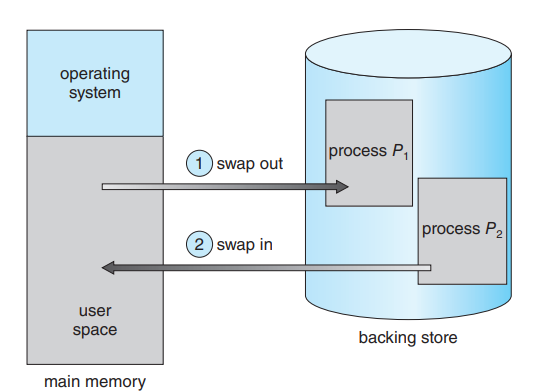 operating
system
1 swap out
process P1
process P2
2 swap in
user
space
backing store
main memory